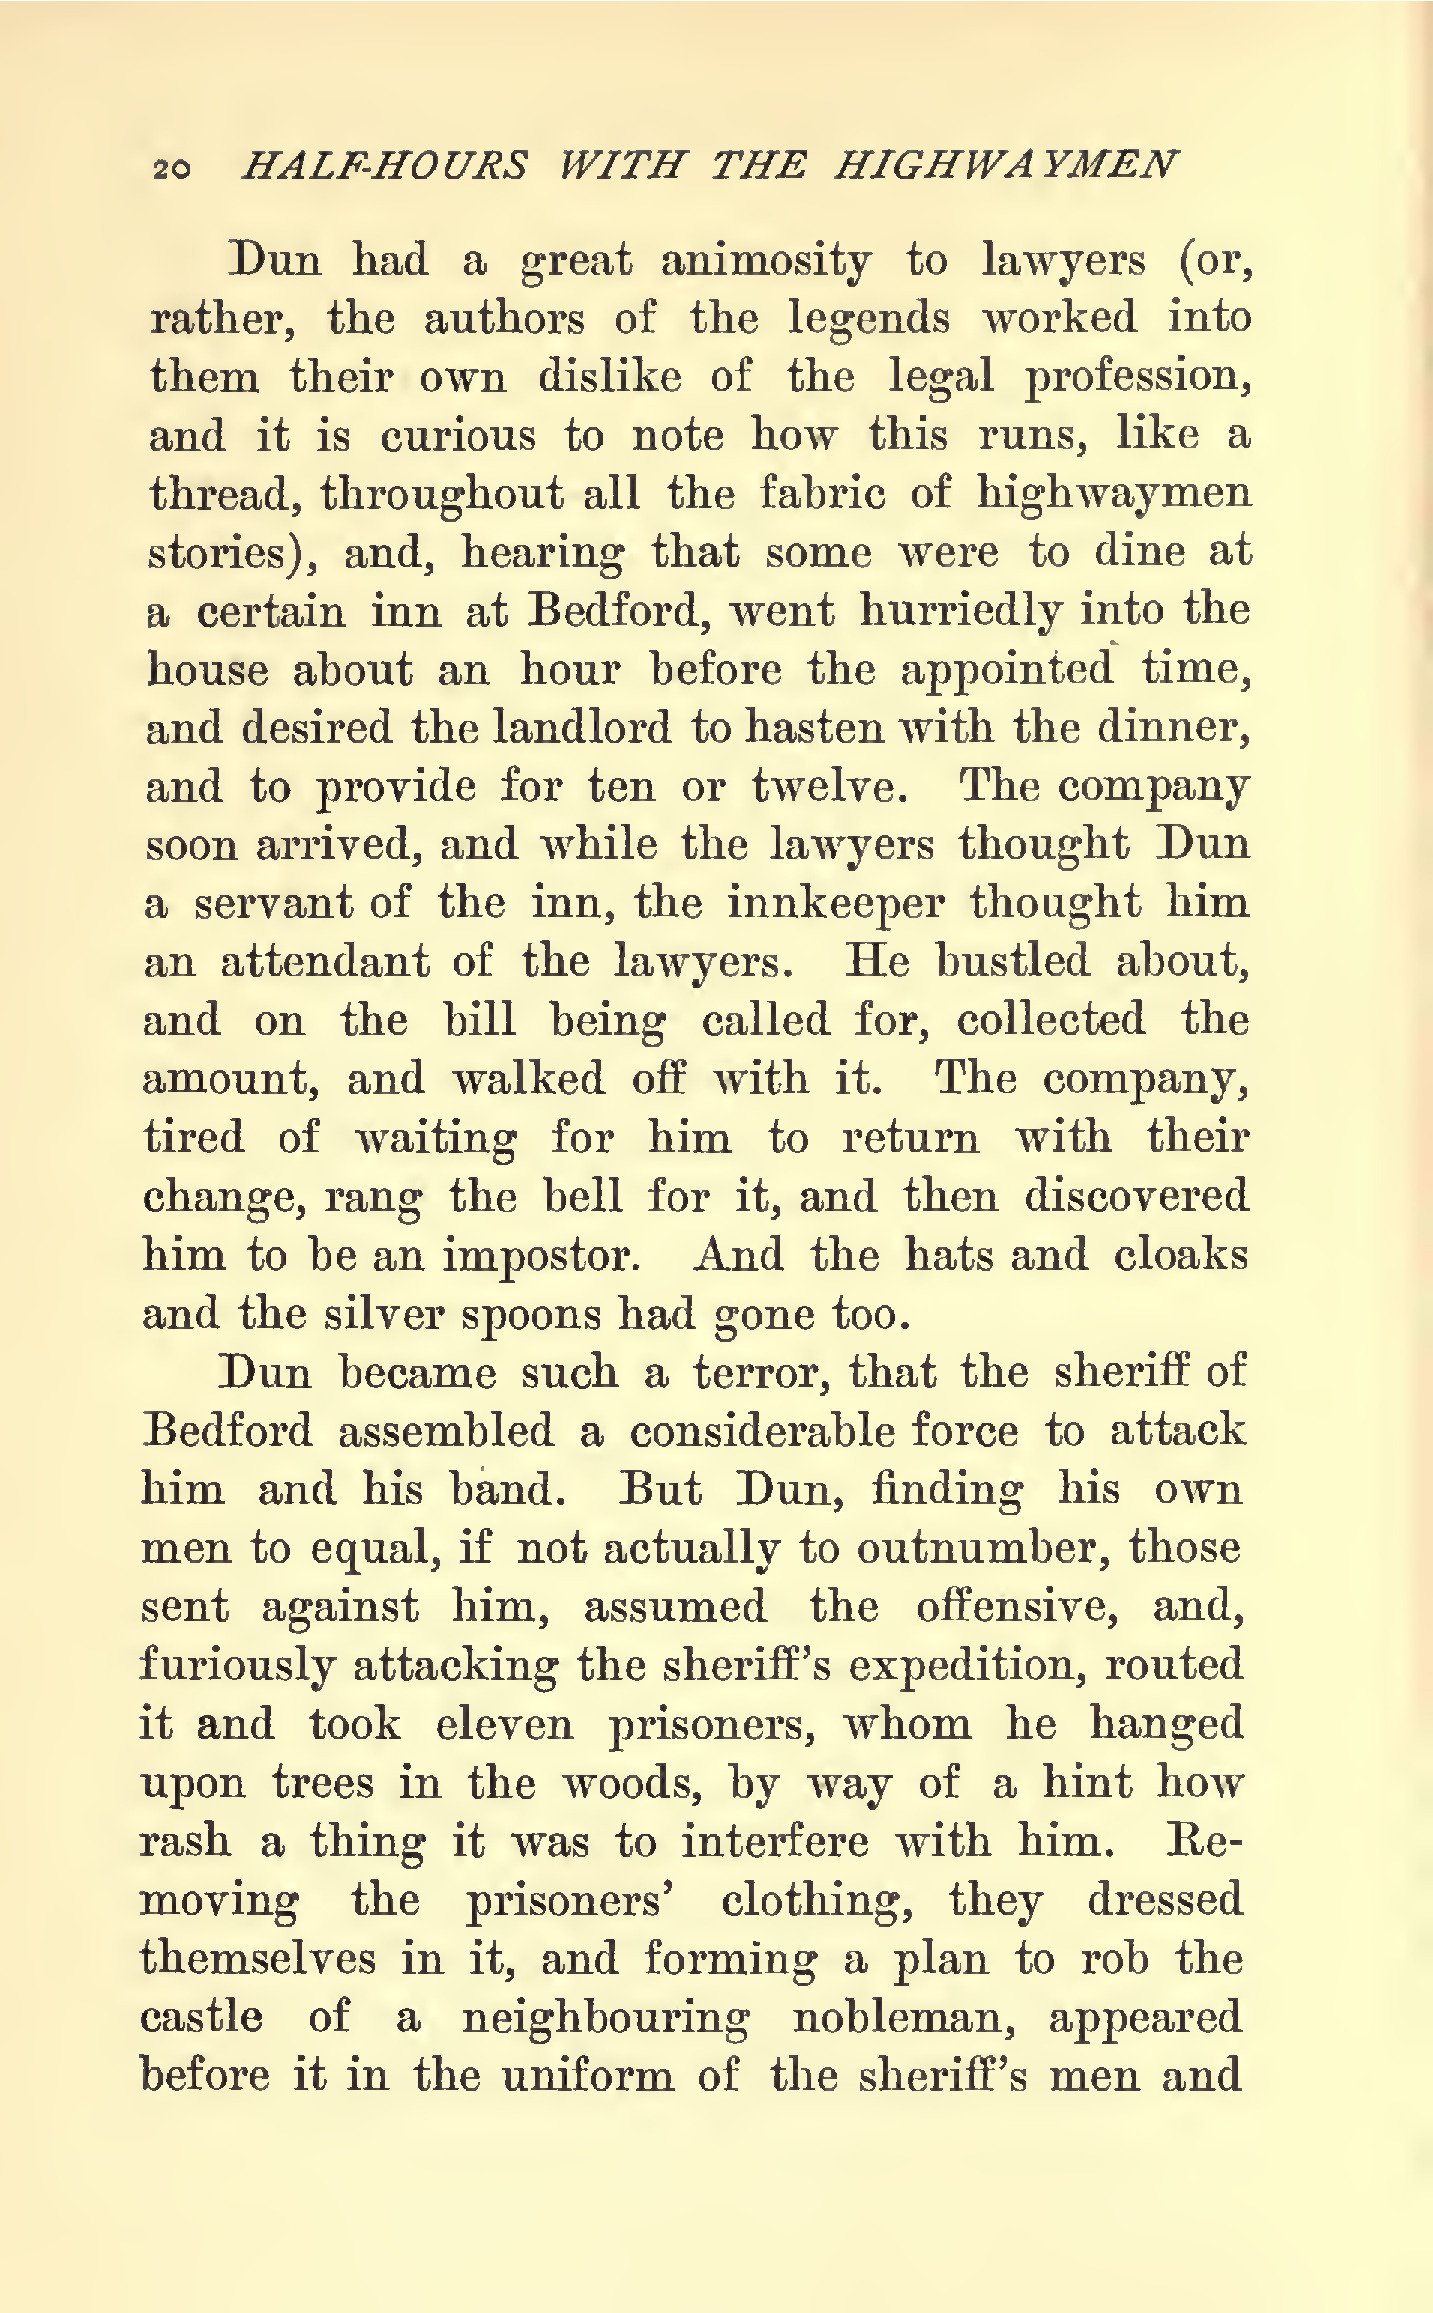 20 HALF-HOURS WITH THE HIGHWAYMEN
Dun had a great animosity to lawyers (or,
rather, the authors of the legends worked into
them their own dislike of the legal profession,
and it is curious to note how this runs, like a
thread, throughout all the fabric of highwaymen
stories), and, hearing that some were to dine at
a certain inn at Bedford, went hurriedly into the
house about an hour before the appointed time,
and desired the landlord to hasten with the dinner,
and to provide for ten or twelve. The company
soon arrived, and while the lawyers thought Dun
a servant of the inn, the innkeeper thought him
an attendant of the lawyers. He bustled about,
and on the bill being called for, collected the
amount, and walked off with it. The company,
tired of waiting for him to return with their
change, rang the bell for it, and then discovered
him to be an impostor. And the hats and cloaks
and the silver spoons had gone too.
Dun became such a terror, that the sheriff of
Bedford assembled a considerable force to attack
him and his band. But Dun, finding his own
men to equal, if not actually to outnumber, those
sent against him, assumed the offensive, and,
furiously attacking the sheriff's expedition, routed
it and took eleven prisoners, whom he hanged
upon trees in the woods, by way of a hint how
rash a thing it was to interfere with him. Re-
moving the prisoners' clothing, they dressed
themselves in it, and forming a plan to rob the
castle of a neighbouring nobleman, appeared
before it in the uniform of the sheriff's men and